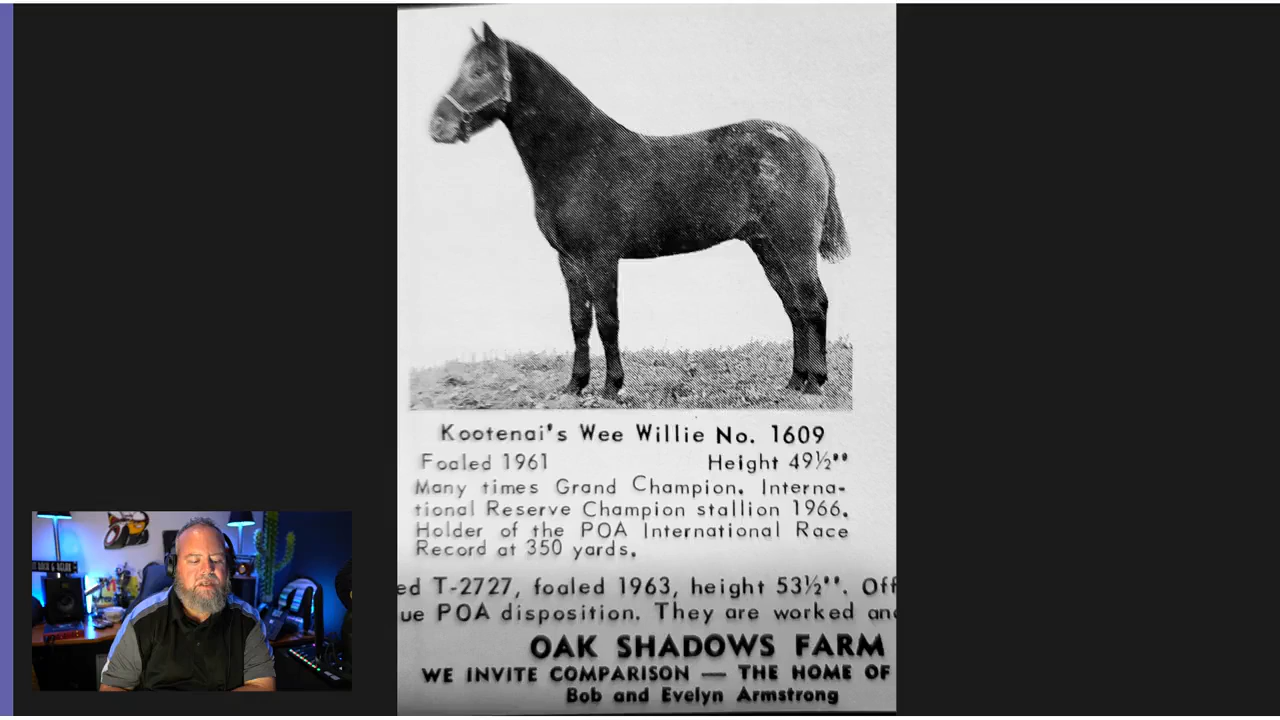 Kootenai's Wee Willie No. 1609
Foaled 1961 Height 49½"
Many times Grand Champion. Interna-
tional Reserve Champion stallion 1966.
Holder of the POA International Race
Record at 350 yards.
ed T-2727, foaled 1963, height 53½". Off
ue POA disposition. They are worked and
OAK SHADOWS FARM
WE INVITE COMPARISON — THE HOME OF
Bob and Evelyn Armstrong